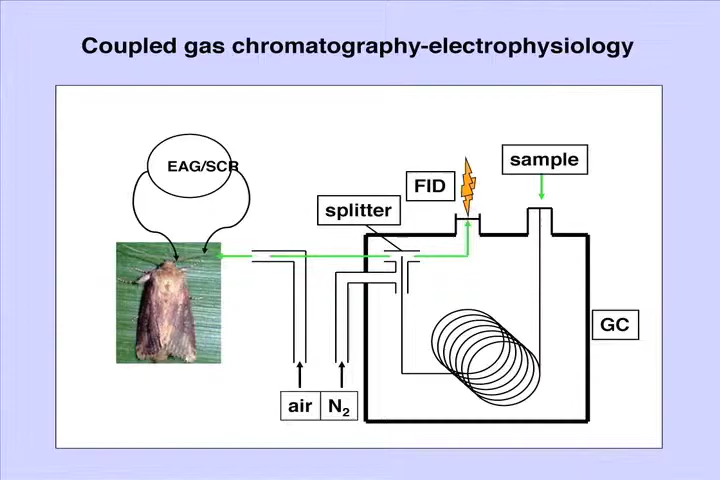 Coupled gas chromatography-electrophysiology
EAG/SCR
sample
FID
splitter
GC
air
N₂